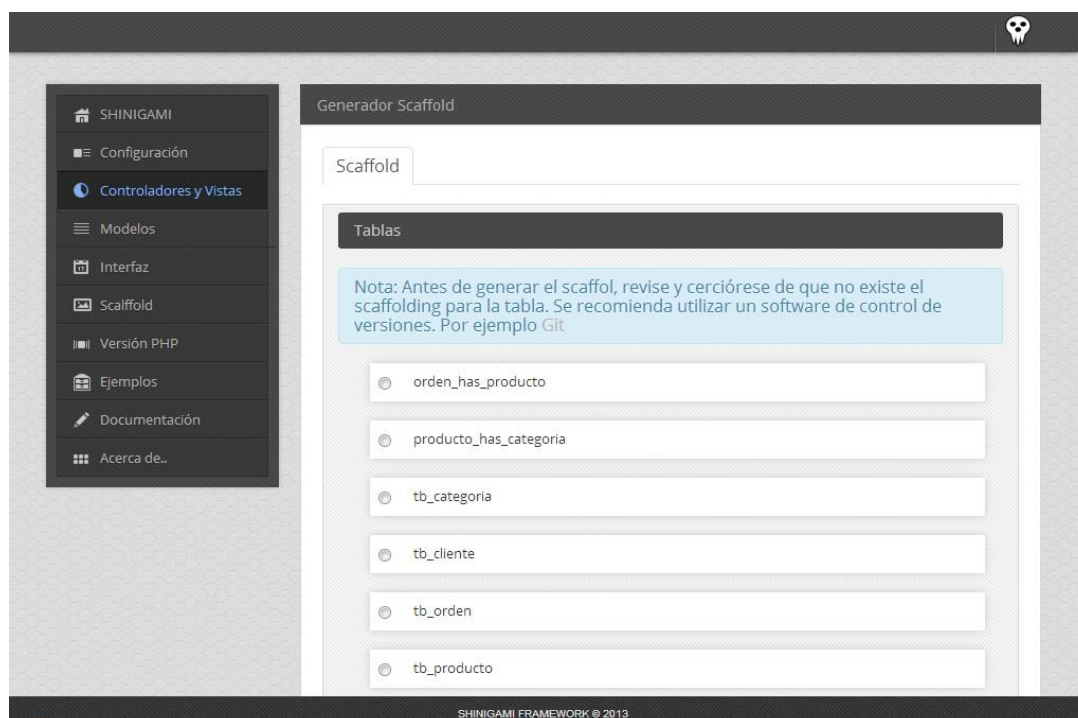 SHINIGAMI
Configuración
Controladores y Vistas
Modelos
Interfaz
Scalffold
Versión PHP
Ejemplos
Documentación
Acerca de..
Generador Scaffold
Scaffold
Tablas
Nota: Antes de generar el scaffol, revise y cerciórese de que no existe el
scaffolding para la tabla. Se recomienda utilizar un software de control de
versiones. Por ejemplo Git
orden_has_producto
producto_has_categoria
tb_categoria
tb_cliente
tb_orden
tb_producto
SHINIGAMI FRAMEWORK © 2013